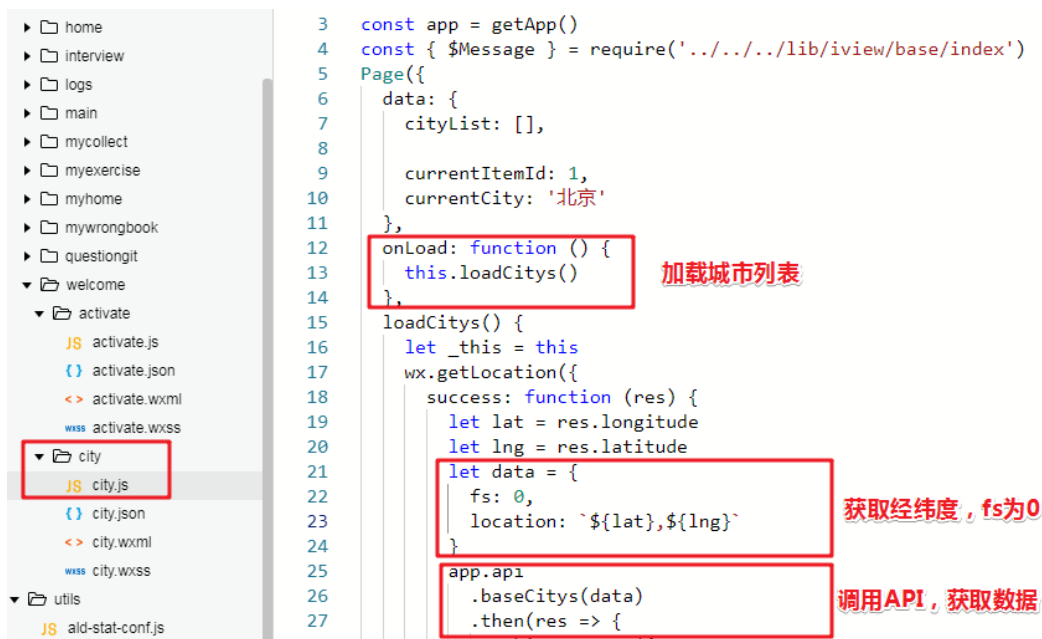 home
interview
logs
main
mycollect
myexercise
myhome
mywrongbook
questiongit
welcome
activate
JS activate.js
{ } activate.json
< > activate.wxml
wxss activate.wxss
city
JS city.js
{ } city.json
< > city.wxml
wxss city.wxss
utils
JS ald-stat-conf.js
3 const app = getApp()
4 const { $Message } = require('../../../lib/iview/base/index')
5 Page({
6 data: {
7 cityList: [],
8
9 currentItemId: 1,
10 currentCity: '北京'
11 },
12 onLoad: function () {
13 this.loadCitys()
14 },
加载城市列表
15 loadCitys() {
16 let _this = this
17 wx.getLocation({
18 success: function (res) {
19 let lat = res.longitude
20 let lng = res.latitude
21 let data = {
22 fs: 0,
23 location: `${lat},${lng}`
24 }
获取经纬度，fs为0
25 app.api
26 .baseCitys(data)
27 .then(res => {
调用API，获取数据